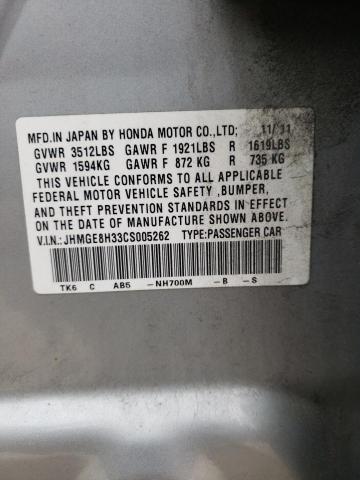 MFD.IN JAPAN BY HONDA MOTOR CO.,LTD; 11/11
GVWR 3512LBS GAWR F 1921LBS R 1619LBS
GVWR 1594KG GAWR F 872 KG R 735 KG
THIS VEHICLE CONFORMS TO ALL APPLICABLE
FEDERAL MOTOR VEHICLE SAFETY ,BUMPER,
AND THEFT PREVENTION STANDARDS IN EFFECT
ON THE DATE OF MANUFACTURE SHOWN ABOVE.
V.I.N.: JHMGE8H33CS005262 TYPE:PASSENGER CAR
TK6 C AB5 -NH700M -B -S